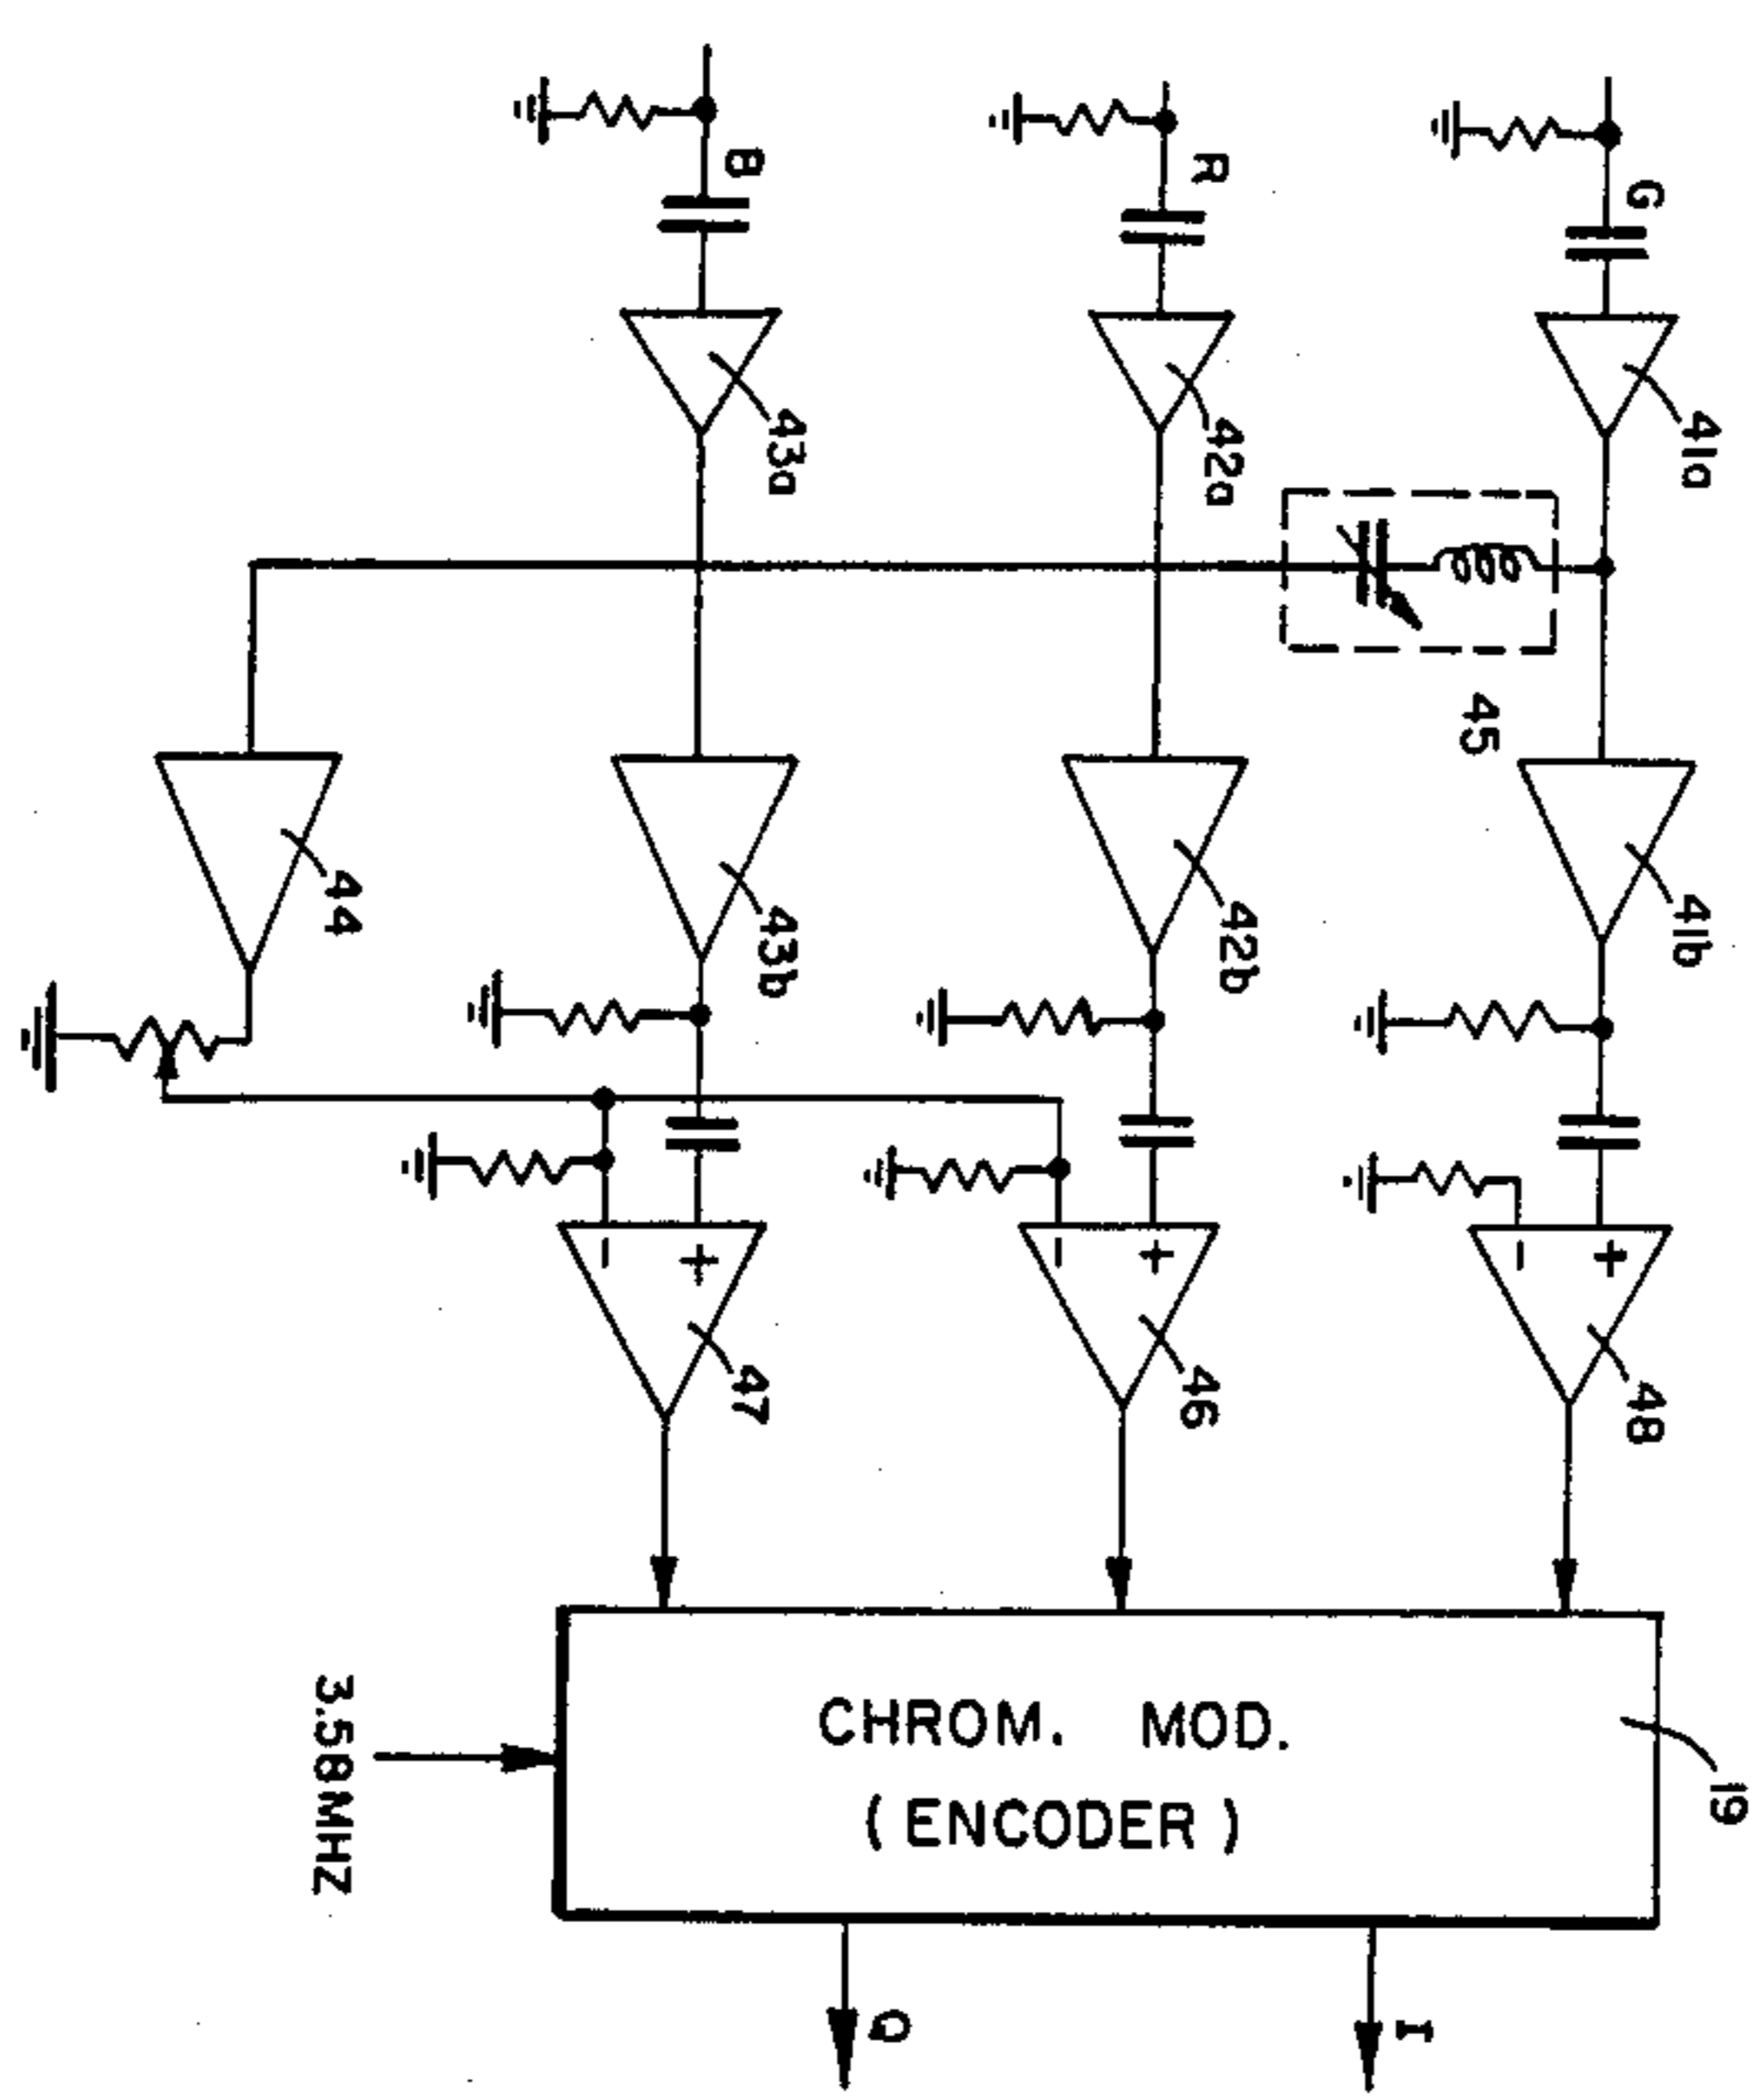 B
R
G
43a
42a
41a
45
44
43b
42b
41b
− +
− +
− +
47
46
48
CHROM. MOD.
(ENCODER)
19
3.58MHZ
Q
I